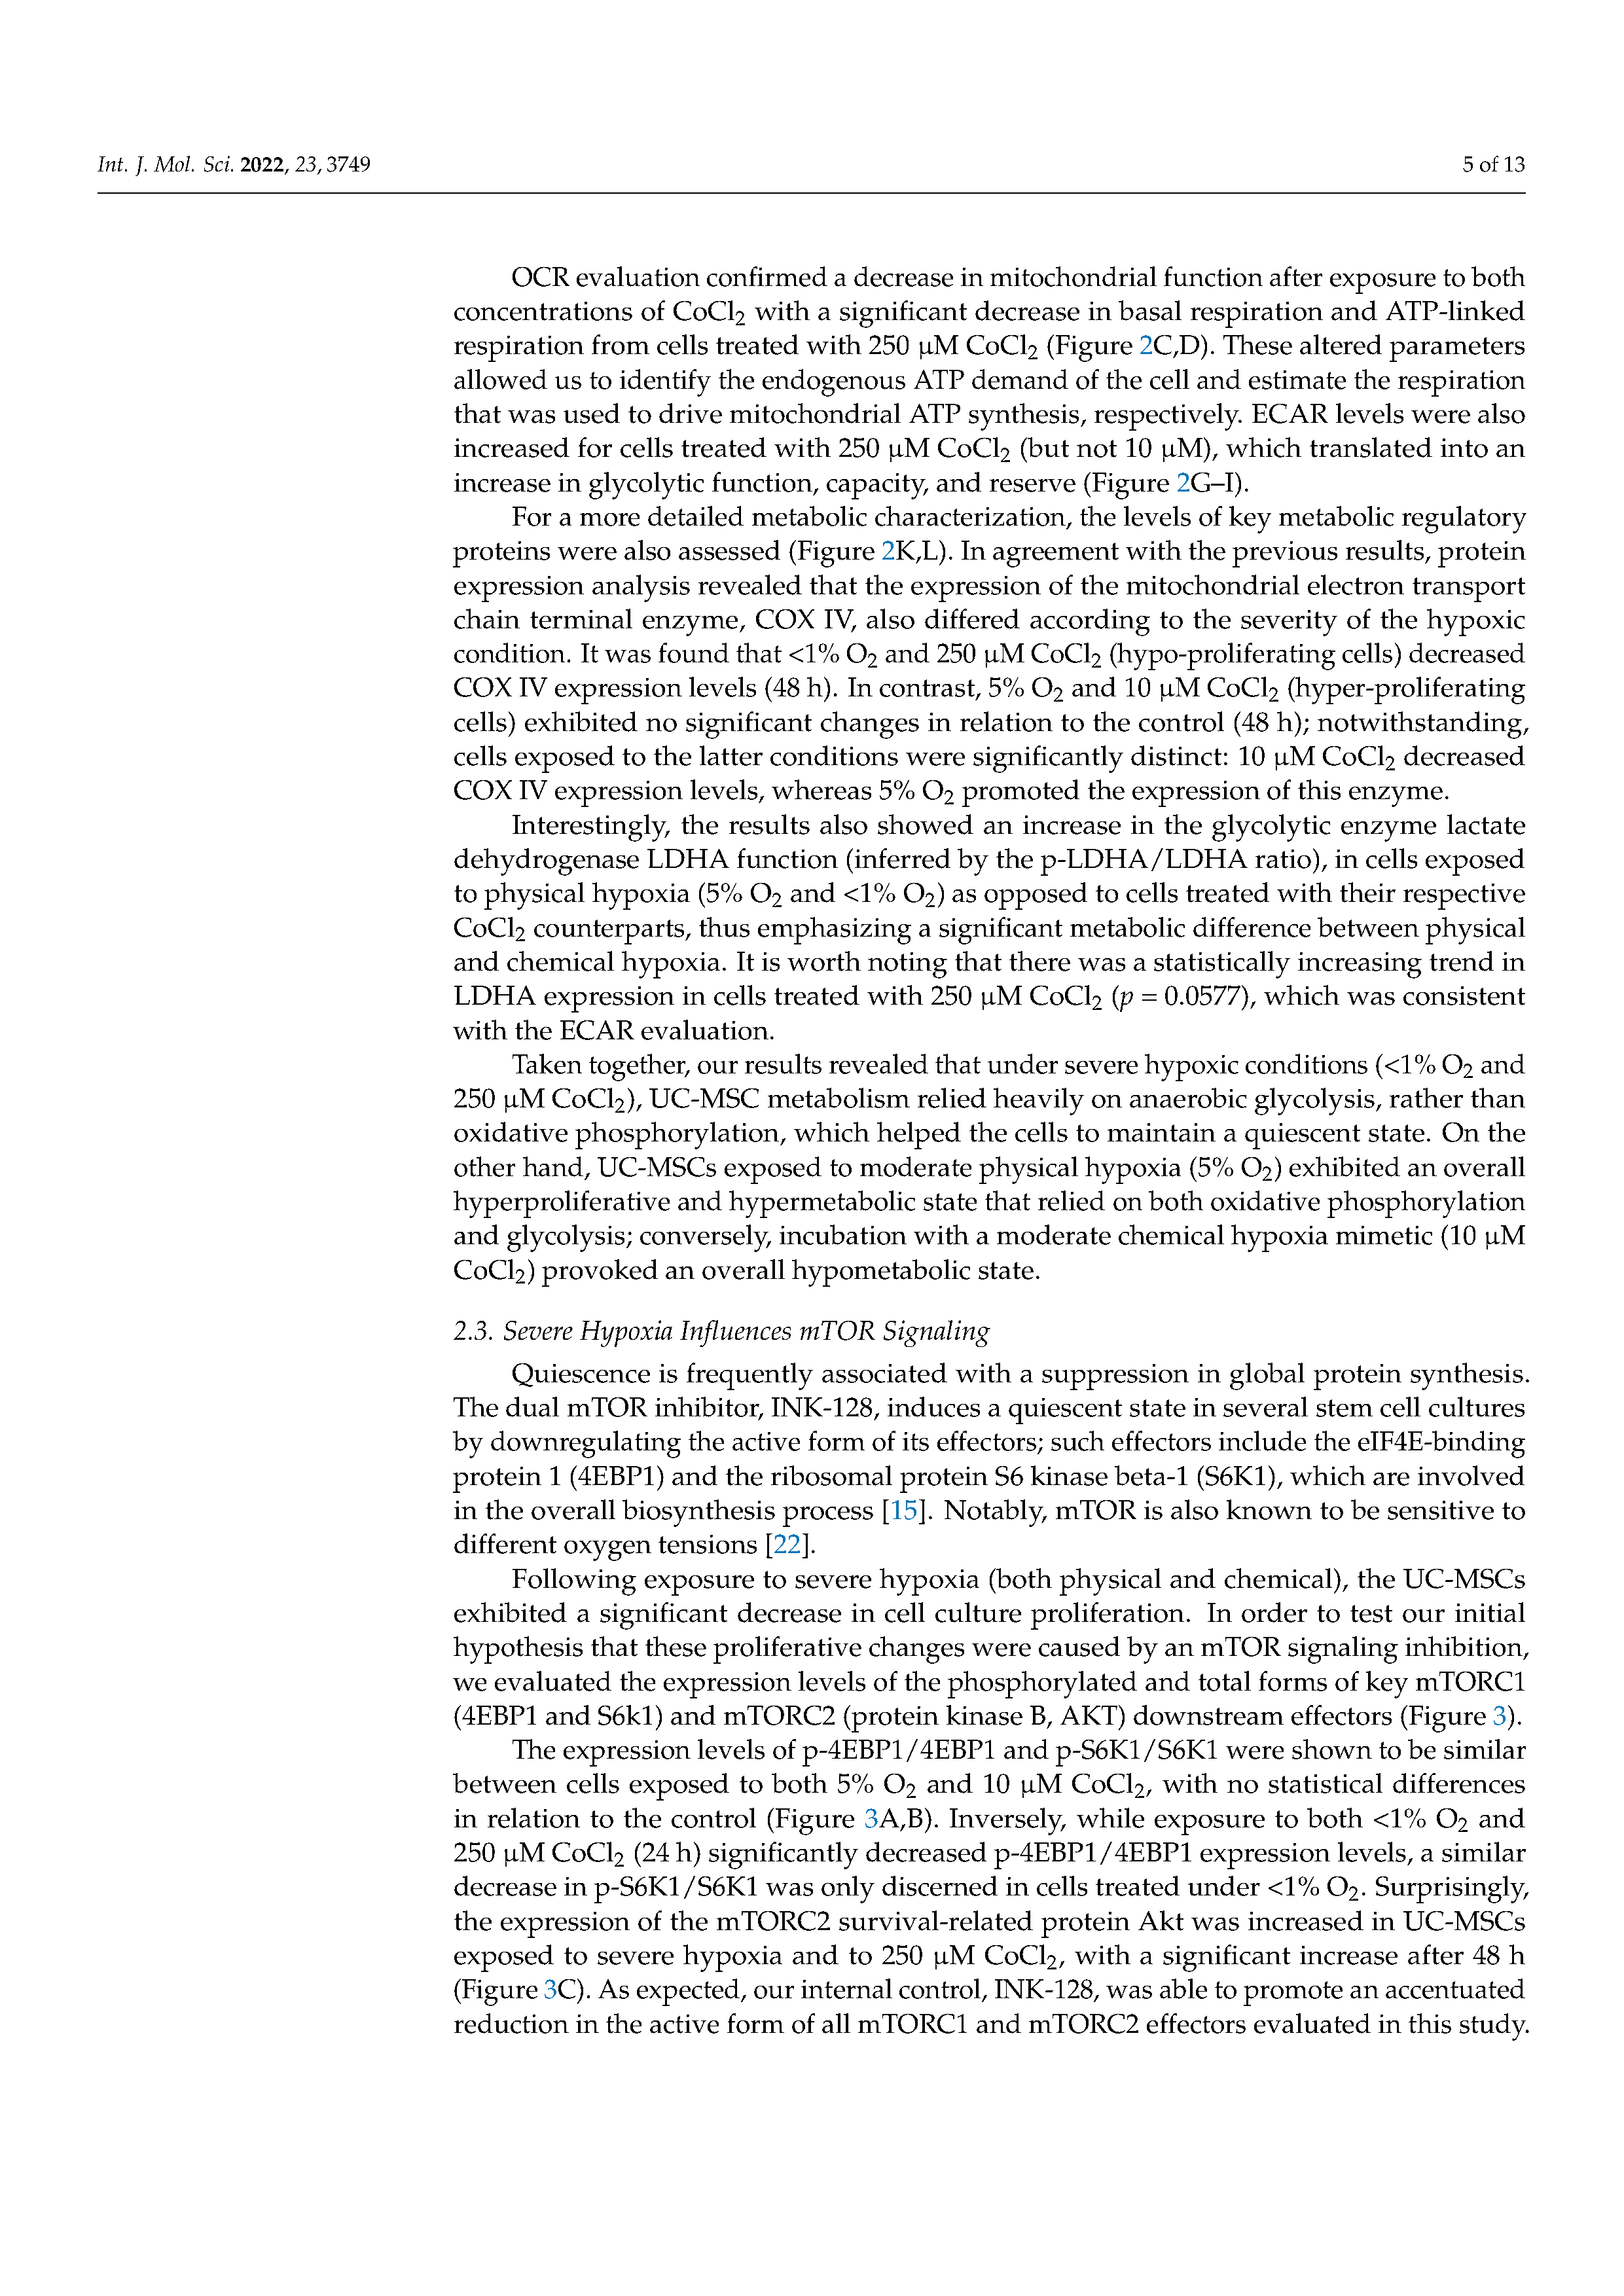 Int. J. Mol. Sci. 2022, 23, 3749
5 of 13
OCR evaluation confirmed a decrease in mitochondrial function after exposure to both
concentrations of CoCl2 with a significant decrease in basal respiration and ATP-linked
respiration from cells treated with 250 µM CoCl2 (Figure 2C,D). These altered parameters
allowed us to identify the endogenous ATP demand of the cell and estimate the respiration
that was used to drive mitochondrial ATP synthesis, respectively. ECAR levels were also
increased for cells treated with 250 µM CoCl2 (but not 10 µM), which translated into an
increase in glycolytic function, capacity, and reserve (Figure 2G–I).
For a more detailed metabolic characterization, the levels of key metabolic regulatory
proteins were also assessed (Figure 2K,L). In agreement with the previous results, protein
expression analysis revealed that the expression of the mitochondrial electron transport
chain terminal enzyme, COX IV, also differed according to the severity of the hypoxic
condition. It was found that <1% O2 and 250 µM CoCl2 (hypo-proliferating cells) decreased
COX IV expression levels (48 h). In contrast, 5% O2 and 10 µM CoCl2 (hyper-proliferating
cells) exhibited no significant changes in relation to the control (48 h); notwithstanding,
cells exposed to the latter conditions were significantly distinct: 10 µM CoCl2 decreased
COX IV expression levels, whereas 5% O2 promoted the expression of this enzyme.
Interestingly, the results also showed an increase in the glycolytic enzyme lactate
dehydrogenase LDHA function (inferred by the p-LDHA/LDHA ratio), in cells exposed
to physical hypoxia (5% O2 and <1% O2) as opposed to cells treated with their respective
CoCl2 counterparts, thus emphasizing a significant metabolic difference between physical
and chemical hypoxia. It is worth noting that there was a statistically increasing trend in
LDHA expression in cells treated with 250 µM CoCl2 (p = 0.0577), which was consistent
with the ECAR evaluation.
Taken together, our results revealed that under severe hypoxic conditions (<1% O2 and
250 µM CoCl2), UC-MSC metabolism relied heavily on anaerobic glycolysis, rather than
oxidative phosphorylation, which helped the cells to maintain a quiescent state. On the
other hand, UC-MSCs exposed to moderate physical hypoxia (5% O2) exhibited an overall
hyperproliferative and hypermetabolic state that relied on both oxidative phosphorylation
and glycolysis; conversely, incubation with a moderate chemical hypoxia mimetic (10 µM
CoCl2) provoked an overall hypometabolic state.
2.3. Severe Hypoxia Influences mTOR Signaling
Quiescence is frequently associated with a suppression in global protein synthesis.
The dual mTOR inhibitor, INK-128, induces a quiescent state in several stem cell cultures
by downregulating the active form of its effectors; such effectors include the eIF4E-binding
protein 1 (4EBP1) and the ribosomal protein S6 kinase beta-1 (S6K1), which are involved
in the overall biosynthesis process [15]. Notably, mTOR is also known to be sensitive to
different oxygen tensions [22].
Following exposure to severe hypoxia (both physical and chemical), the UC-MSCs
exhibited a significant decrease in cell culture proliferation. In order to test our initial
hypothesis that these proliferative changes were caused by an mTOR signaling inhibition,
we evaluated the expression levels of the phosphorylated and total forms of key mTORC1
(4EBP1 and S6k1) and mTORC2 (protein kinase B, AKT) downstream effectors (Figure 3).
The expression levels of p-4EBP1/4EBP1 and p-S6K1/S6K1 were shown to be similar
between cells exposed to both 5% O2 and 10 µM CoCl2, with no statistical differences
in relation to the control (Figure 3A,B). Inversely, while exposure to both <1% O2 and
250 µM CoCl2 (24 h) significantly decreased p-4EBP1/4EBP1 expression levels, a similar
decrease in p-S6K1/S6K1 was only discerned in cells treated under <1% O2. Surprisingly,
the expression of the mTORC2 survival-related protein Akt was increased in UC-MSCs
exposed to severe hypoxia and to 250 µM CoCl2, with a significant increase after 48 h
(Figure 3C). As expected, our internal control, INK-128, was able to promote an accentuated
reduction in the active form of all mTORC1 and mTORC2 effectors evaluated in this study.